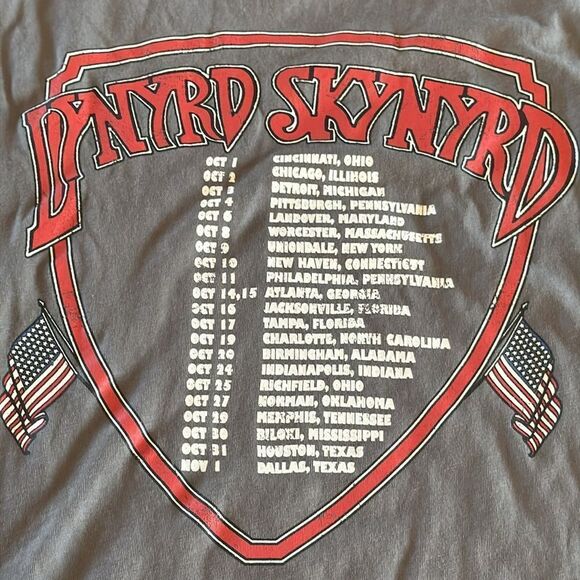 LYNYRD SKYNYRD
OCT 1 CINCINNATI, OHIO
OCT 2 CHICAGO, ILLINOIS
OCT 3 DETROIT, MICHIGAN
OCT 4 PITTSBURGH, PENNSYLVANIA
OCT 6 LANDOVER, MARYLAND
OCT 8 WORCESTER, MASSACHUSETTS
OCT 9 UNIONDALE, NEW YORK
OCT 10 NEW HAVEN, CONNECTICUT
OCT 11 PHILADELPHIA, PENNSYLVANIA
OCT 14,15 ATLANTA, GEORGIA
OCT 16 JACKSONVILLE, FLORIDA
OCT 17 TAMPA, FLORIDA
OCT 19 CHARLOTTE, NORTH CAROLINA
OCT 20 BIRMINGHAM, ALABAMA
OCT 24 INDIANAPOLIS, INDIANA
OCT 25 RICHFIELD, OHIO
OCT 27 NORMAN, OKLAHOMA
OCT 29 MEMPHIS, TENNESSEE
OCT 30 BILOXI, MISSISSIPPI
OCT 31 HOUSTON, TEXAS
NOV 1 DALLAS, TEXAS